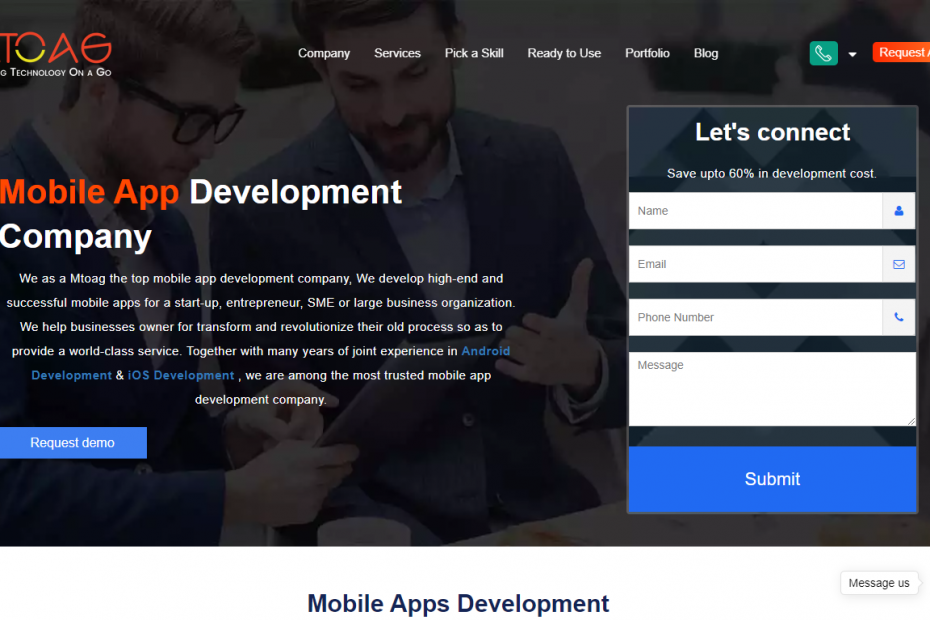 TOAG
G TECHNOLOGY ON A GO
Company Services Pick a Skill Ready to Use Portfolio Blog
Request A
Mobile App Development
Company
We as a Mtoag the top mobile app development company, We develop high-end and
successful mobile apps for a start-up, entrepreneur, SME or large business organization.
We help businesses owner for transform and revolutionize their old process so as to
provide a world-class service. Together with many years of joint experience in Android
Development & iOS Development , we are among the most trusted mobile app
development company.
Request demo
Let's connect
Save upto 60% in development cost.
Name
Email
Phone Number
Message
Submit
Message us
Mobile Apps Development